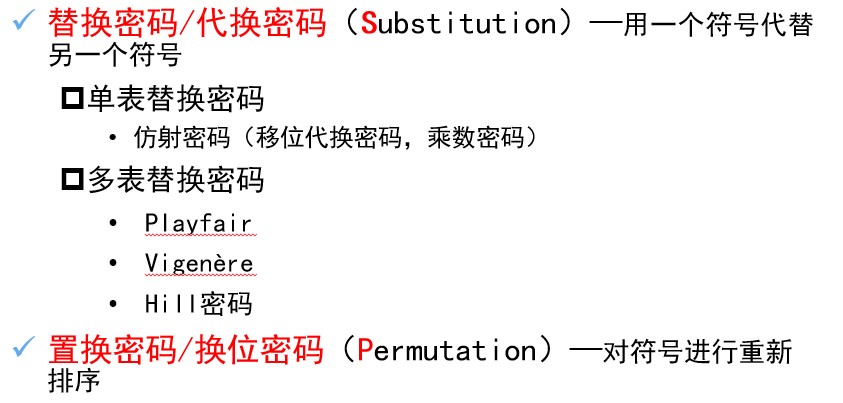 替换密码/代换密码（Substitution）—用一个符号代替
另一个符号
单表替换密码
• 仿射密码（移位代换密码，乘数密码）
多表替换密码
• Playfair
• Vigenère
• Hill密码
置换密码/换位密码（Permutation）—对符号进行重新
排序